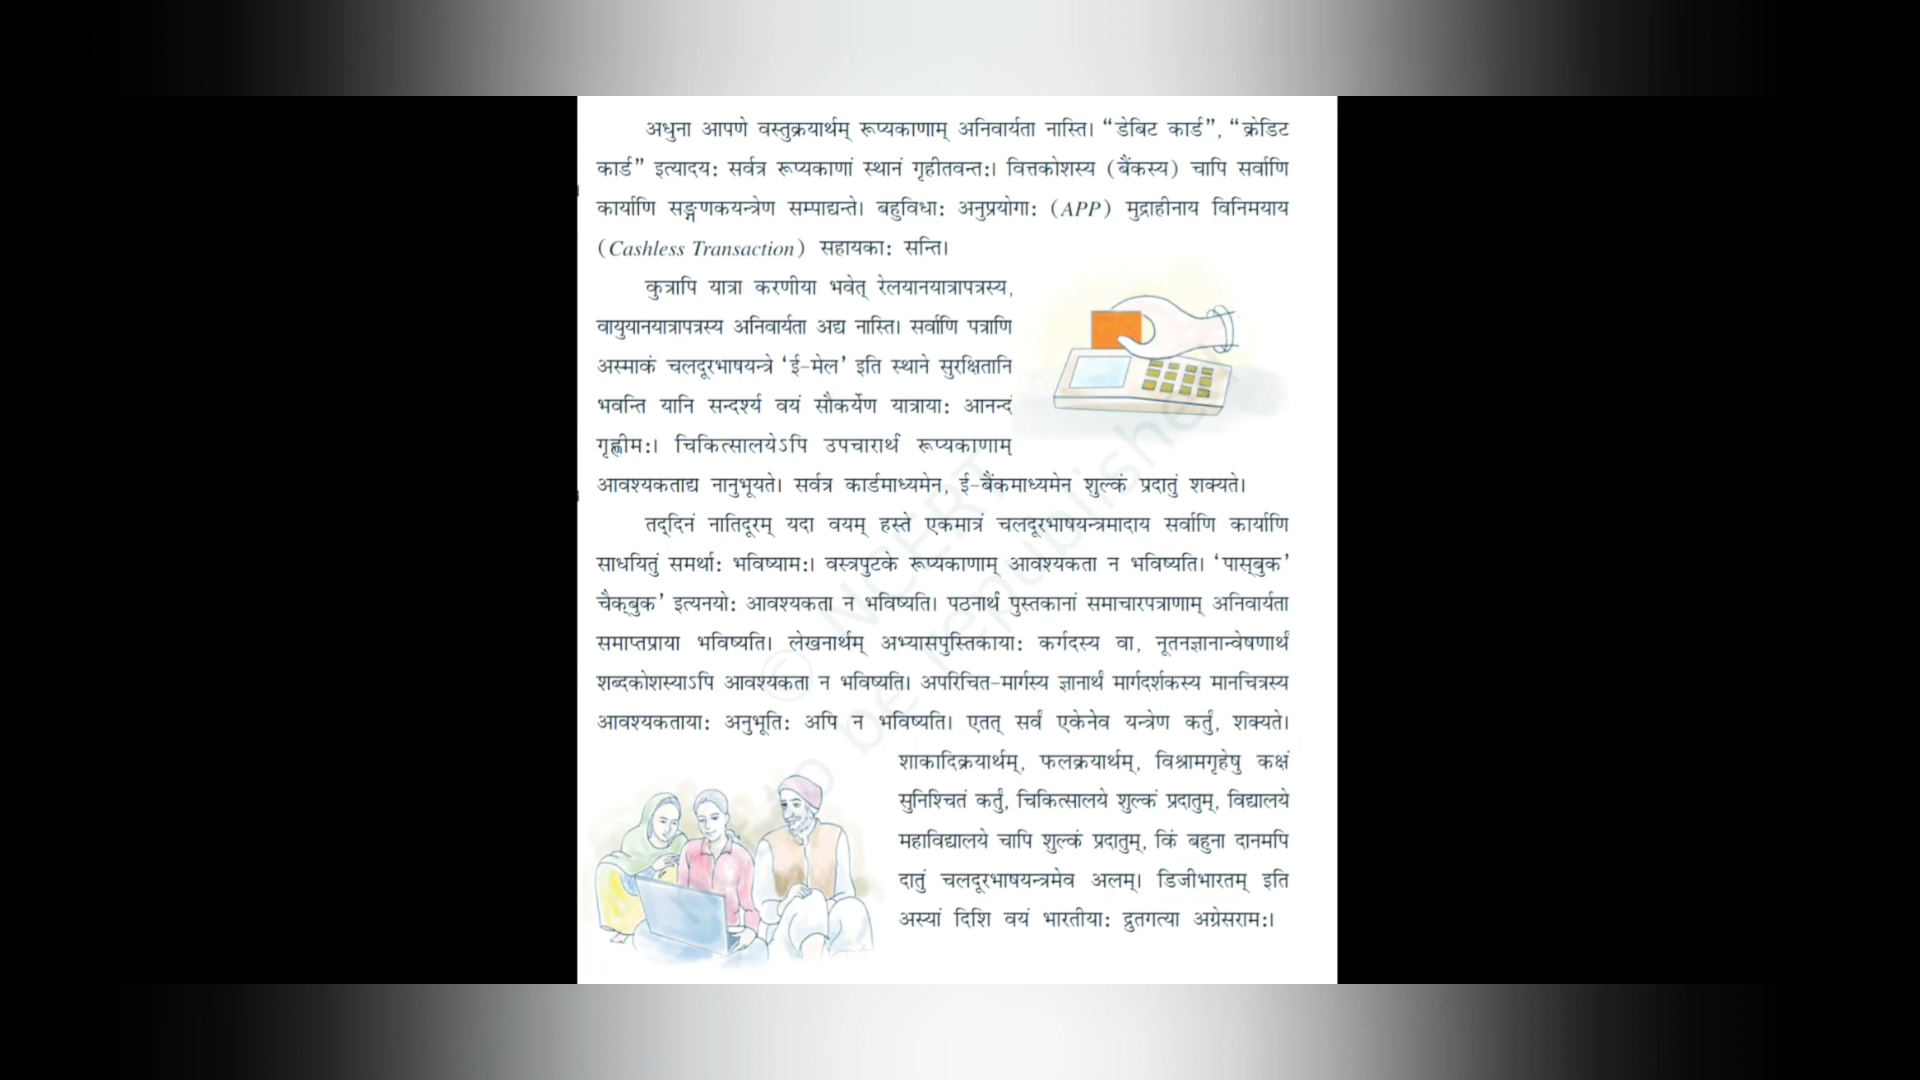 अधुना आपणे वस्तुक्रयार्थम् रूप्यकाणाम् अनिवार्यता नास्ति। “डेबिट कार्ड”, “क्रेडिट
कार्ड” इत्यादयः सर्वत्र रूप्यकाणां स्थानं गृहीतवन्तः। वित्तकोशस्य (बैंकस्य) चापि सर्वाणि
कार्याणि सङ्गणकयन्त्रेण सम्पाद्यन्ते। बहुविधाः अनुप्रयोगाः (APP) मुद्राहीनाय विनिमयाय
(Cashless Transaction) सहायकाः सन्ति।
कुत्रापि यात्रा करणीया भवेत् रेलयानयात्रापत्रस्य,
वायुयानयात्रापत्रस्य अनिवार्यता अद्य नास्ति। सर्वाणि पत्राणि
अस्माकं चलदूरभाषयन्त्रे ‘ई-मेल’ इति स्थाने सुरक्षितानि
भवन्ति यानि सन्दर्श्य वयं सौकर्येण यात्रायाः आनन्दं
गृह्णीमः। चिकित्सालयेऽपि उपचारार्थं रूप्यकाणाम्
आवश्यकताद्य नानुभूयते। सर्वत्र कार्डमाध्यमेन, ई-बैंकमाध्यमेन शुल्कं प्रदातुं शक्यते।
तद्दिनं नातिदूरम् यदा वयम् हस्ते एकमात्रं चलदूरभाषयन्त्रमादाय सर्वाणि कार्याणि
साधयितुं समर्थाः भविष्यामः। वस्त्रपुटके रूप्यकाणाम् आवश्यकता न भविष्यति। ‘पास्बुक’
चैक्बुक’ इत्यनयोः आवश्यकता न भविष्यति। पठनार्थं पुस्तकानां समाचारपत्राणाम् अनिवार्यता
समाप्तप्राया भविष्यति। लेखनार्थम् अभ्यासपुस्तिकायाः कर्गदस्य वा, नूतनज्ञानान्वेषणार्थं
शब्दकोशस्याऽपि आवश्यकता न भविष्यति। अपरिचित-मार्गस्य ज्ञानार्थं मार्गदर्शकस्य मानचित्रस्य
आवश्यकतायाः अनुभूतिः अपि न भविष्यति। एतत् सर्वं एकेनेव यन्त्रेण कर्तुं, शक्यते।
शाकादिक्रयार्थम्, फलक्रयार्थम्, विश्रामगृहेषु कक्षं
सुनिश्चितं कर्तुं, चिकित्सालये शुल्कं प्रदातुम्, विद्यालये
महाविद्यालये चापि शुल्कं प्रदातुम्, किं बहुना दानमपि
दातुं चलदूरभाषयन्त्रमेव अलम्। डिजीभारतम् इति
अस्यां दिशि वयं भारतीयाः द्रुतगत्या अग्रेसरामः।
© NCERT
to be republished